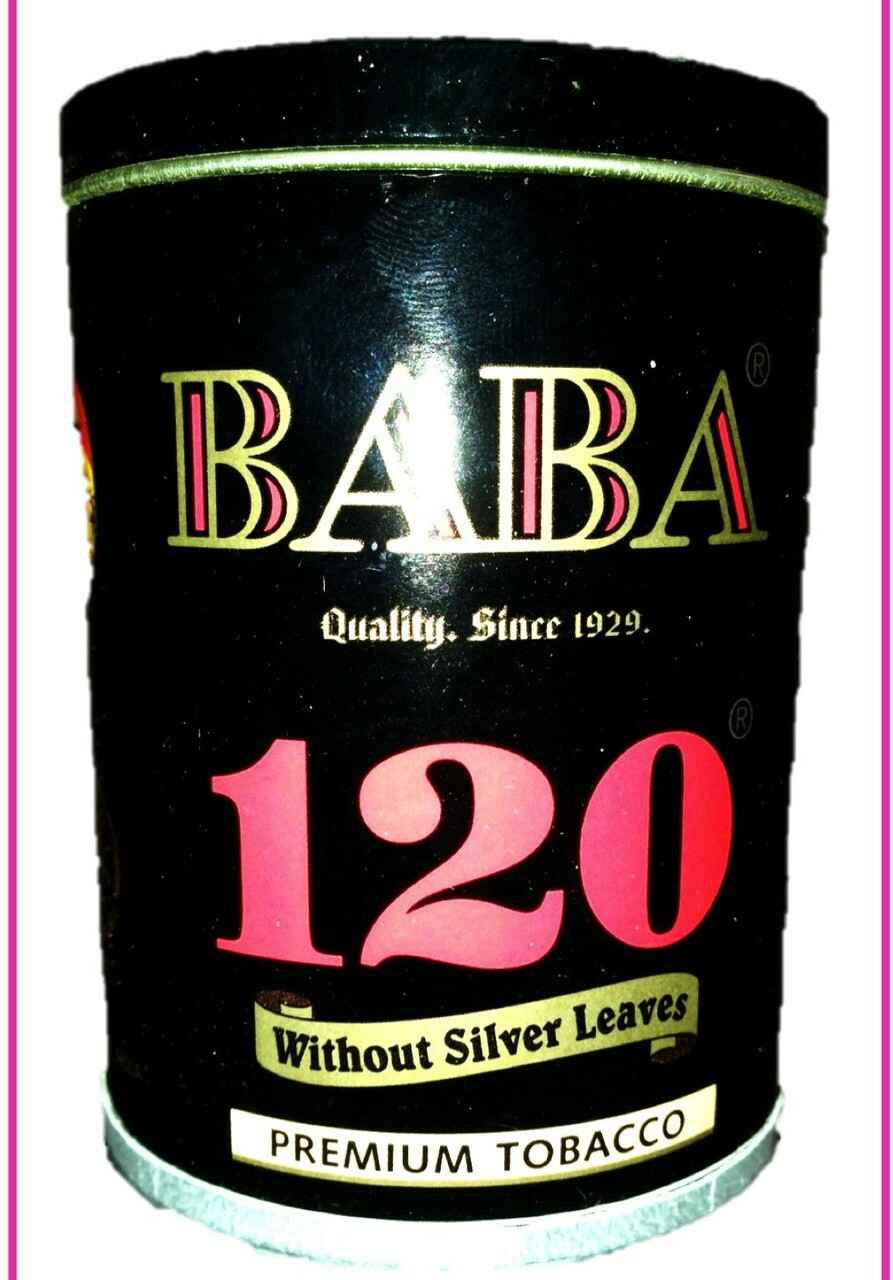 BABA®
Quality. Since 1929.
120®
Without Silver Leaves
PREMIUM TOBACCO